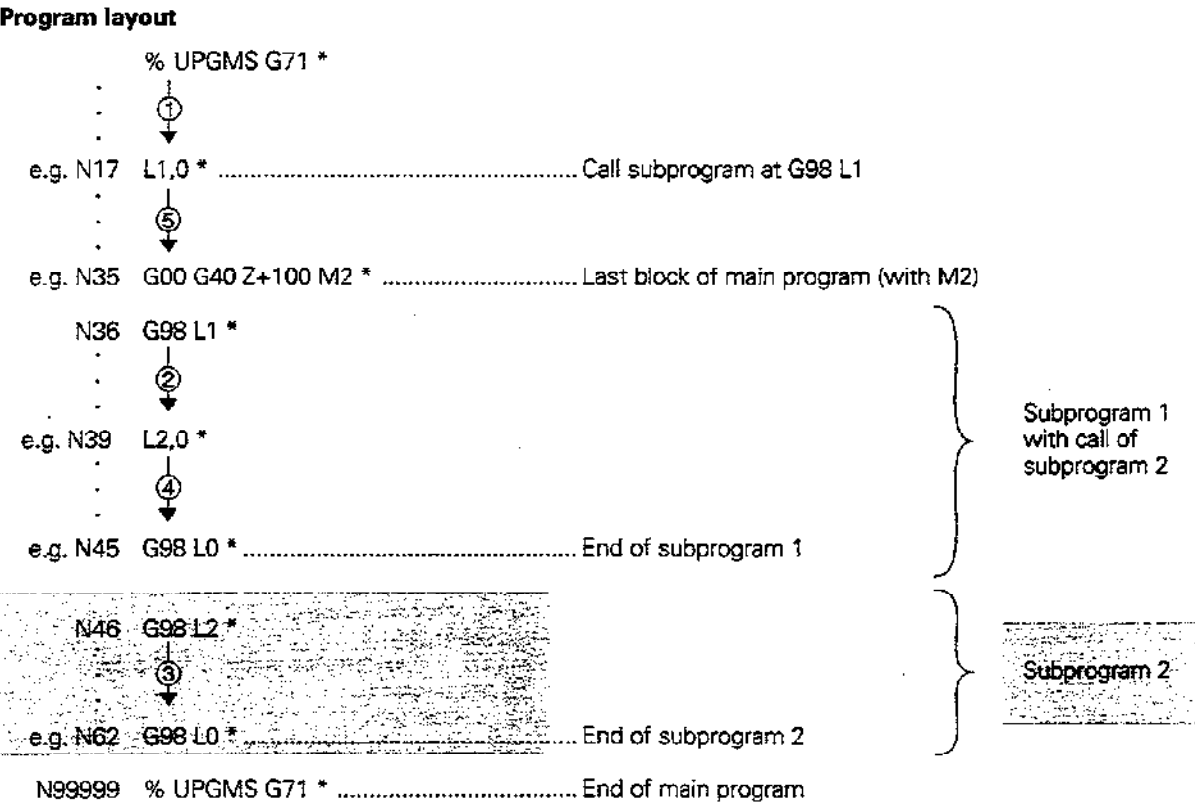 Program layout
% UPGMS G71 *
①
e.g. N17 L1,0 * ............ Call subprogram at G98 L1
⑤
e.g. N35 G00 G40 Z+100 M2 * ............ Last block of main program (with M2)
N36 G98 L1 *
②
e.g. N39 L2,0 *
④
e.g. N45 G98 L0 * ............ End of subprogram 1
Subprogram 1
with call of
subprogram 2
N46 G98 L2 *
③
Subprogram 2
e.g. N62 G98 L0 * ............ End of subprogram 2
N99999 % UPGMS G71 * ............ End of main program